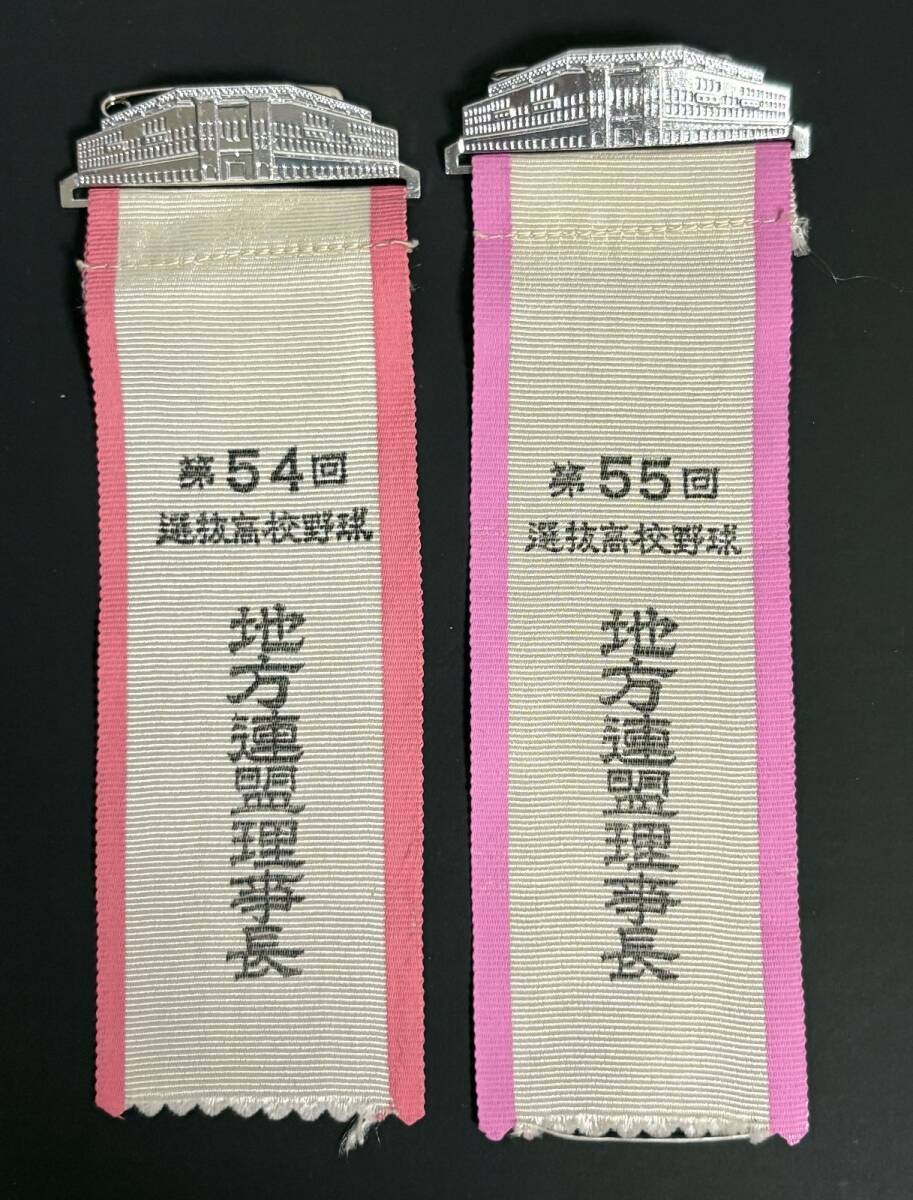 第54回
選抜高校野球
地方連盟理事長
第55回
選抜高校野球
地方連盟理事長